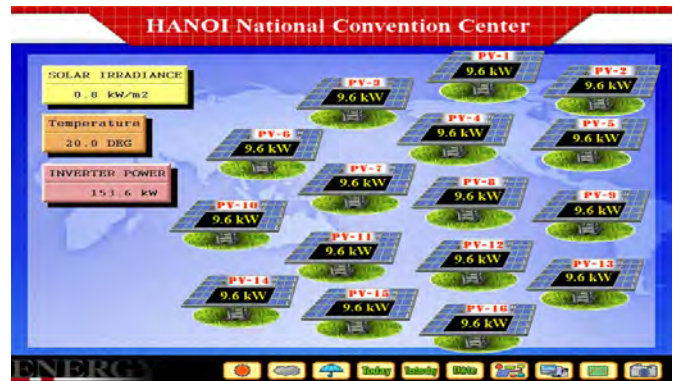 HANOI National Convention Center
SOLAR IRRADIANCE
0.8 kW/m2
Temperature
20.0 DEG
INVERTER POWER
153.6 kW
PV-1
9.6 kW
PV-2
9.6 kW
PV-3
9.6 kW
PV-4
9.6 kW
PV-5
9.6 kW
PV-6
9.6 kW
PV-7
9.6 kW
PV-8
9.6 kW
PV-9
9.6 kW
PV-10
9.6 kW
PV-11
9.6 kW
PV-12
9.6 kW
PV-13
9.6 kW
PV-14
9.6 kW
PV-15
9.6 kW
PV-16
9.6 kW
ENERG
Today
Date